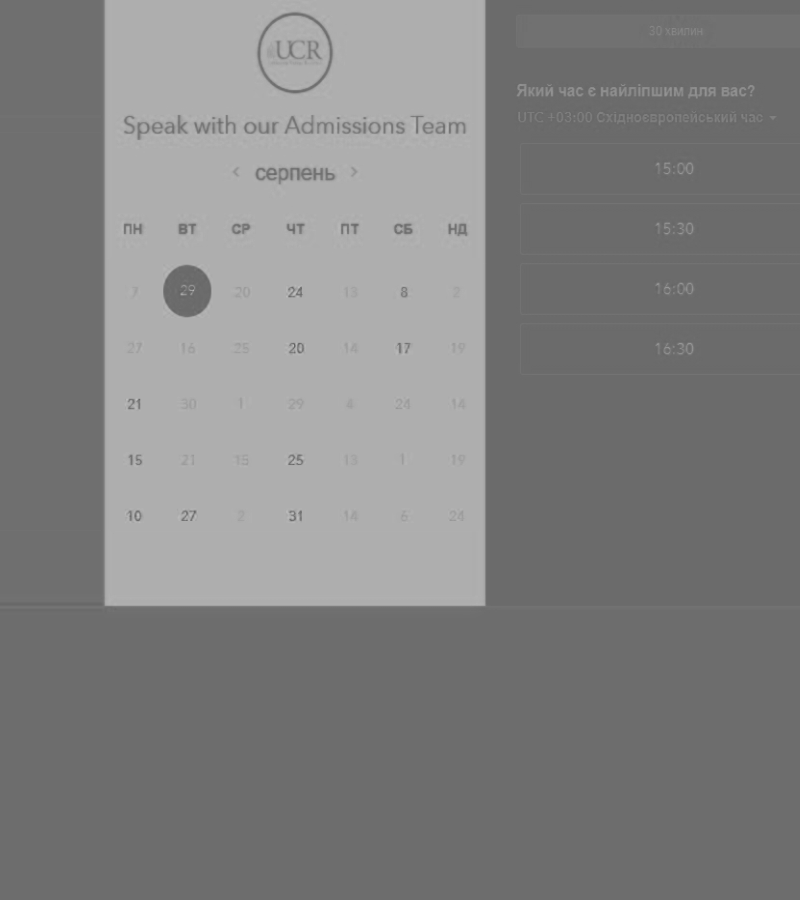 UCR
Speak with our Admissions Team
серпень
ПН ВТ СР ЧТ ПТ СБ НД
7 29 20 24 13 8 2
27 16 25 20 14 17 19
21 30 1 29 4 24 14
15 21 15 25 13 1 19
10 27 2 31 14 6 24
30 хвилин
Який час є найліпшим для вас?
UTC +03:00 Східноєвропейський час
15:00
15:30
16:00
16:30